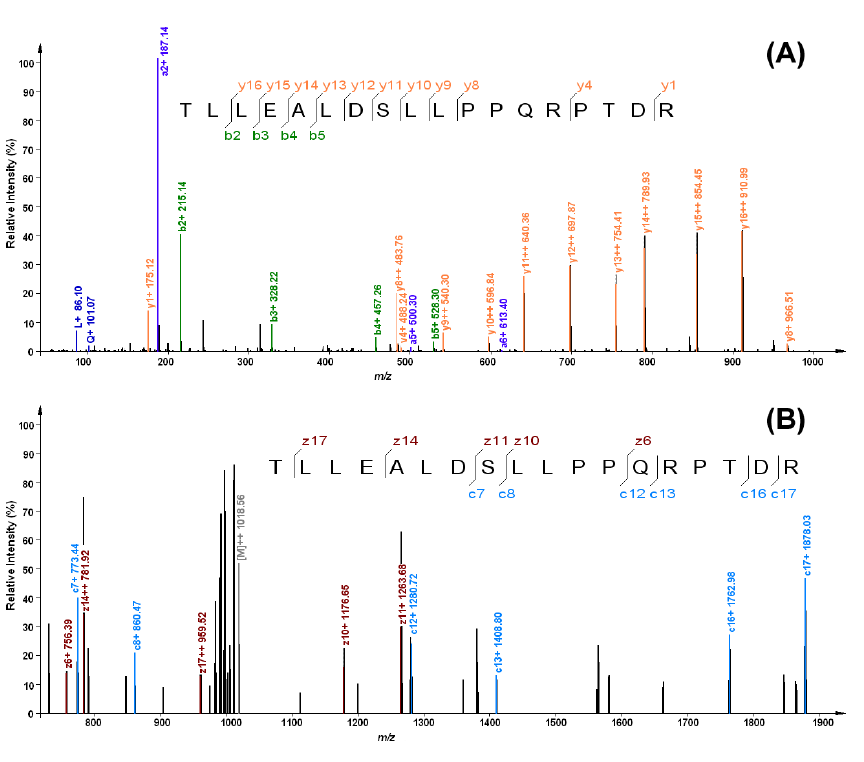 (A)
Relative Intensity (%)
100
90
80
70
60
50
40
30
20
10
0
y16 y15 y14 y13 y12 y11 y10 y9 y8 y4 y1
T L L E A L D S L L P P Q R P T D R
b2 b3 b4 b5
L+ 86.10
Q+ 101.07
y1+ 175.12
a2+ 187.14
b2+ 215.14
b3+ 328.22
b4+ 457.26
y8++ 483.76
y4+ 488.24
a5+ 500.30
b5+ 528.30
y9++ 540.30
y10++ 596.84
a6+ 613.40
y11++ 640.36
y12++ 697.87
y13++ 754.41
y14++ 789.93
y15++ 854.45
y16++ 910.99
y8+ 966.51
100 200 300 400 500 600 700 800 900 1000
m/z
(B)
Relative Intensity (%)
100
90
80
70
60
50
40
30
20
10
0
z17 z14 z11 z10 z6
T L L E A L D S L L P P Q R P T D R
c7 c8 c12 c13 c16 c17
z6+ 756.39
c7+ 773.44
z14++ 781.92
c8+ 860.47
z17++ 959.52
[M]++ 1018.56
z10+ 1176.65
z11+ 1263.68
c12+ 1280.72
c13+ 1408.80
c16+ 1762.98
c17+ 1878.03
800 900 1000 1100 1200 1300 1400 1500 1600 1700 1800 1900
m/z